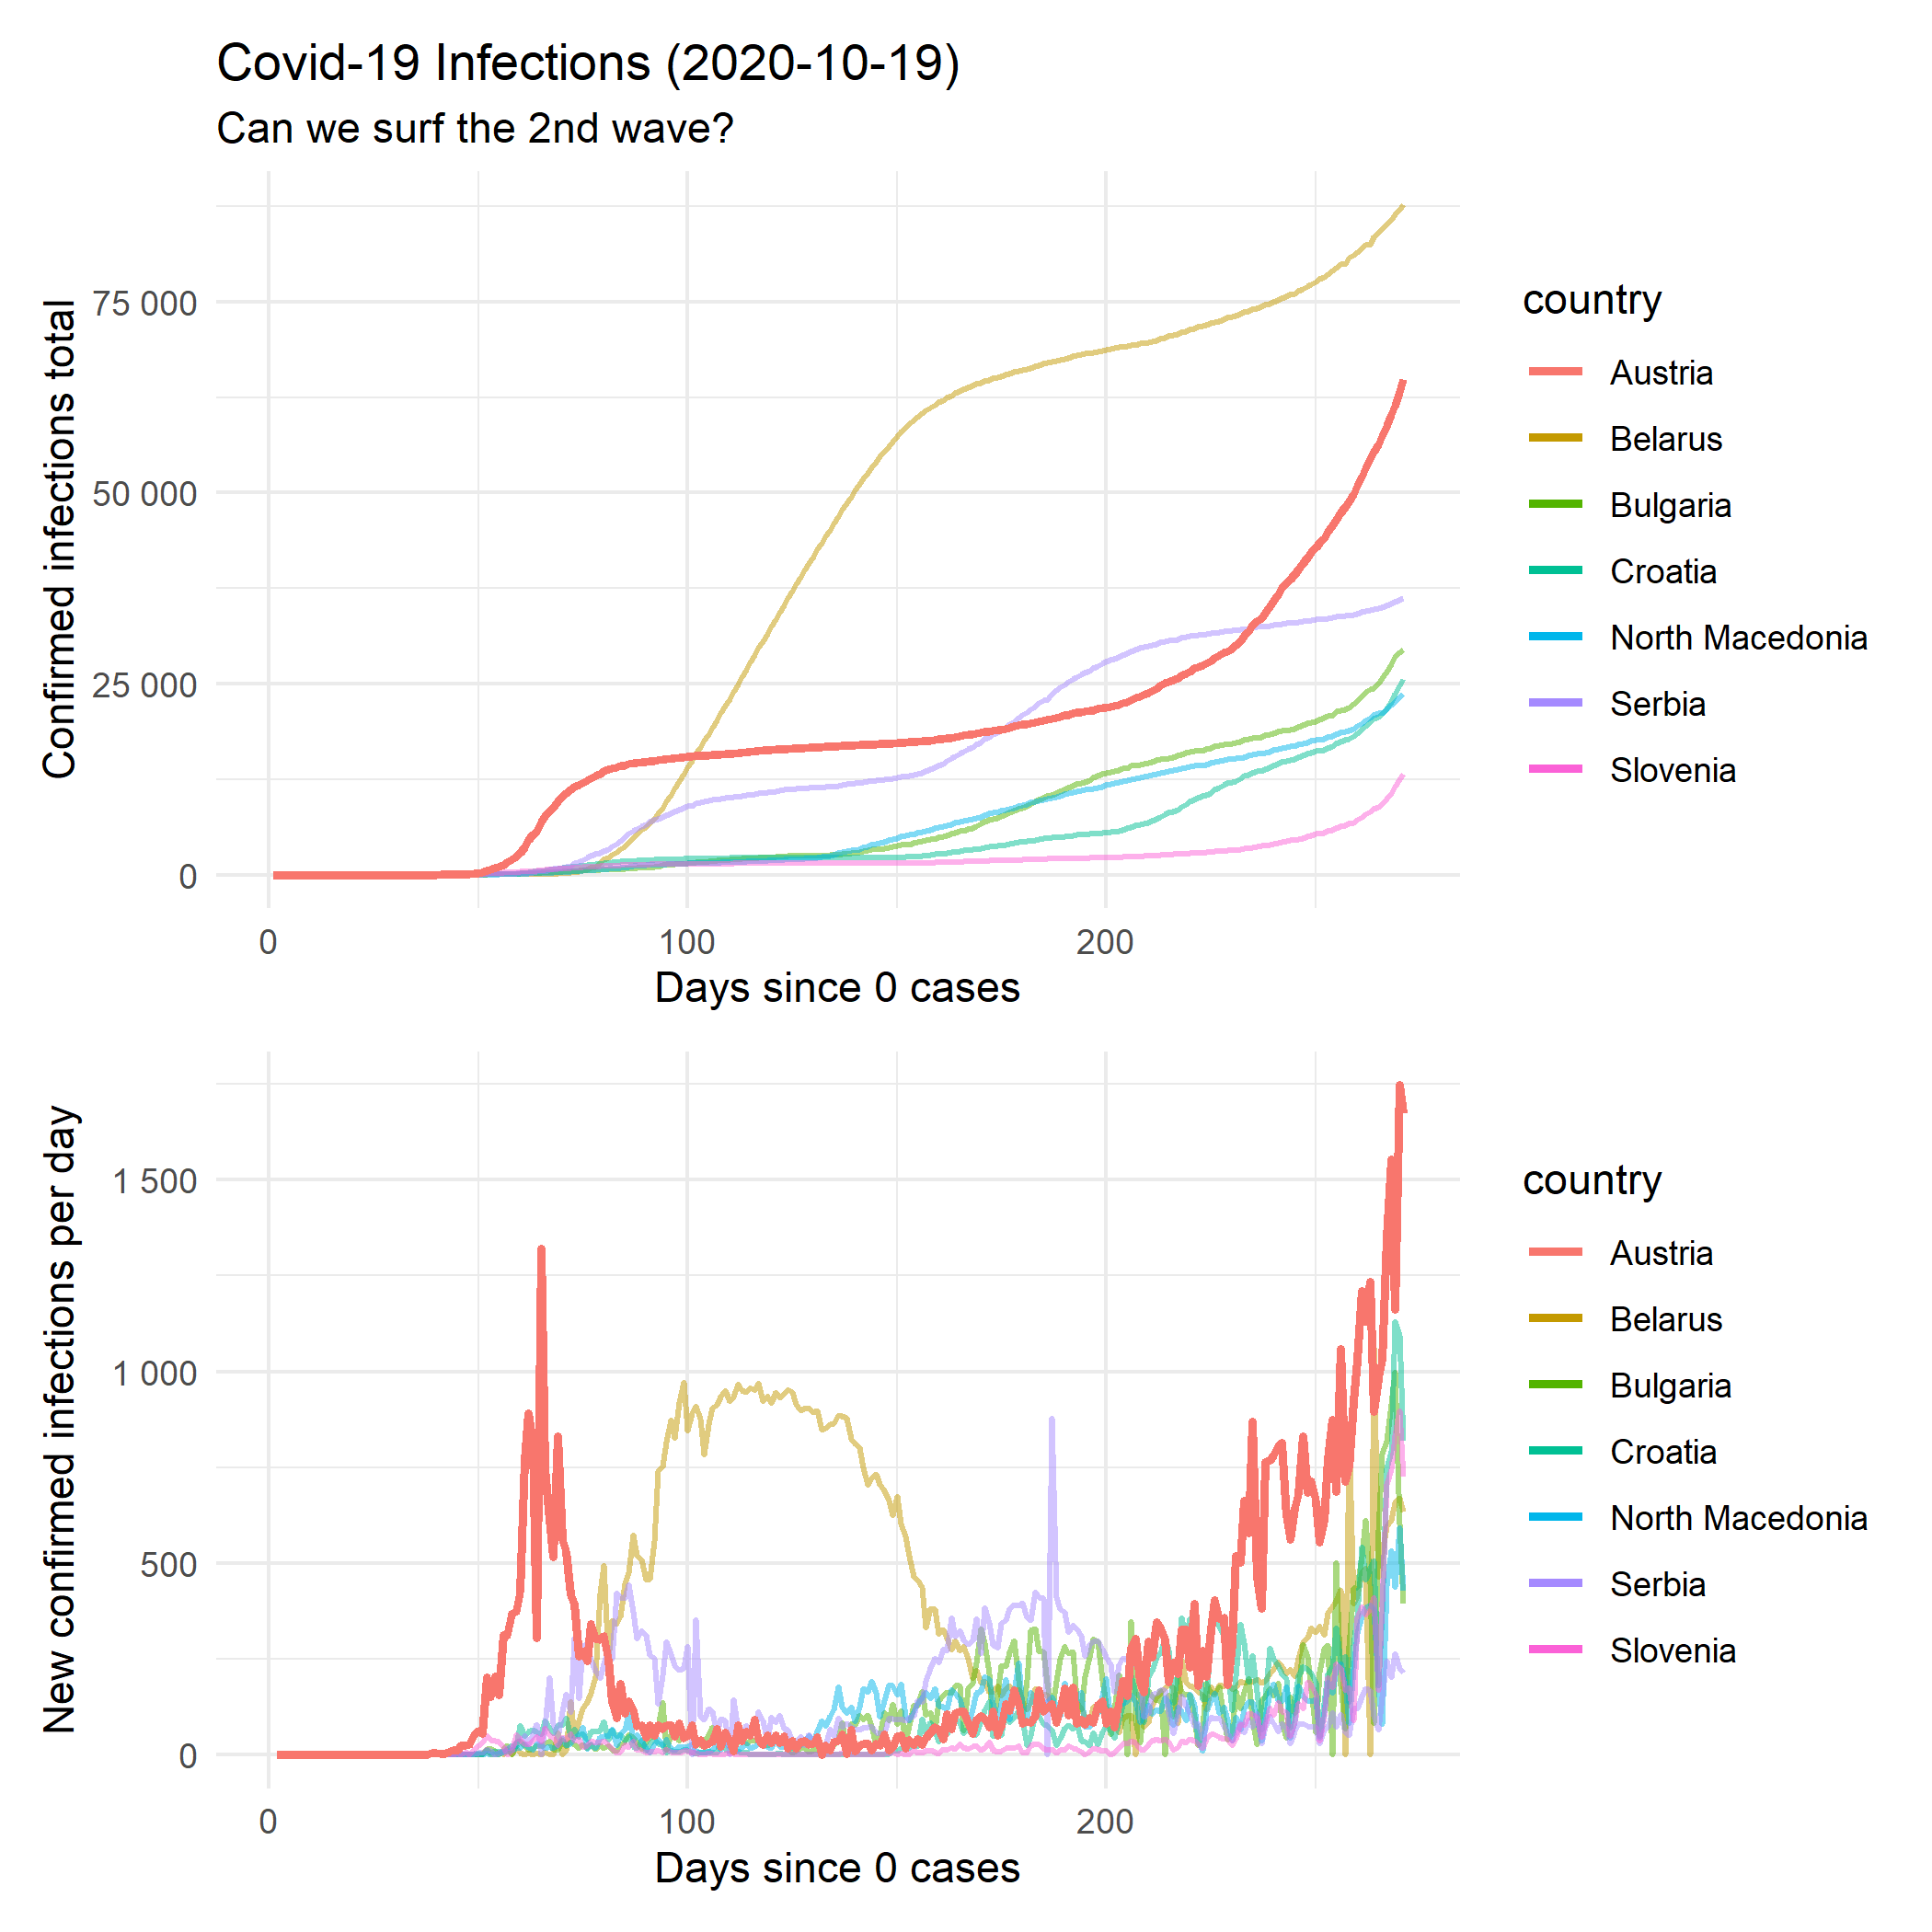 Covid-19 Infections (2020-10-19)
Can we surf the 2nd wave?
Confirmed infections total
75 000
50 000
25 000
0
0
100
200
Days since 0 cases
country
Austria
Belarus
Bulgaria
Croatia
North Macedonia
Serbia
Slovenia
New confirmed infections per day
1 500
1 000
500
0
0
100
200
Days since 0 cases
country
Austria
Belarus
Bulgaria
Croatia
North Macedonia
Serbia
Slovenia